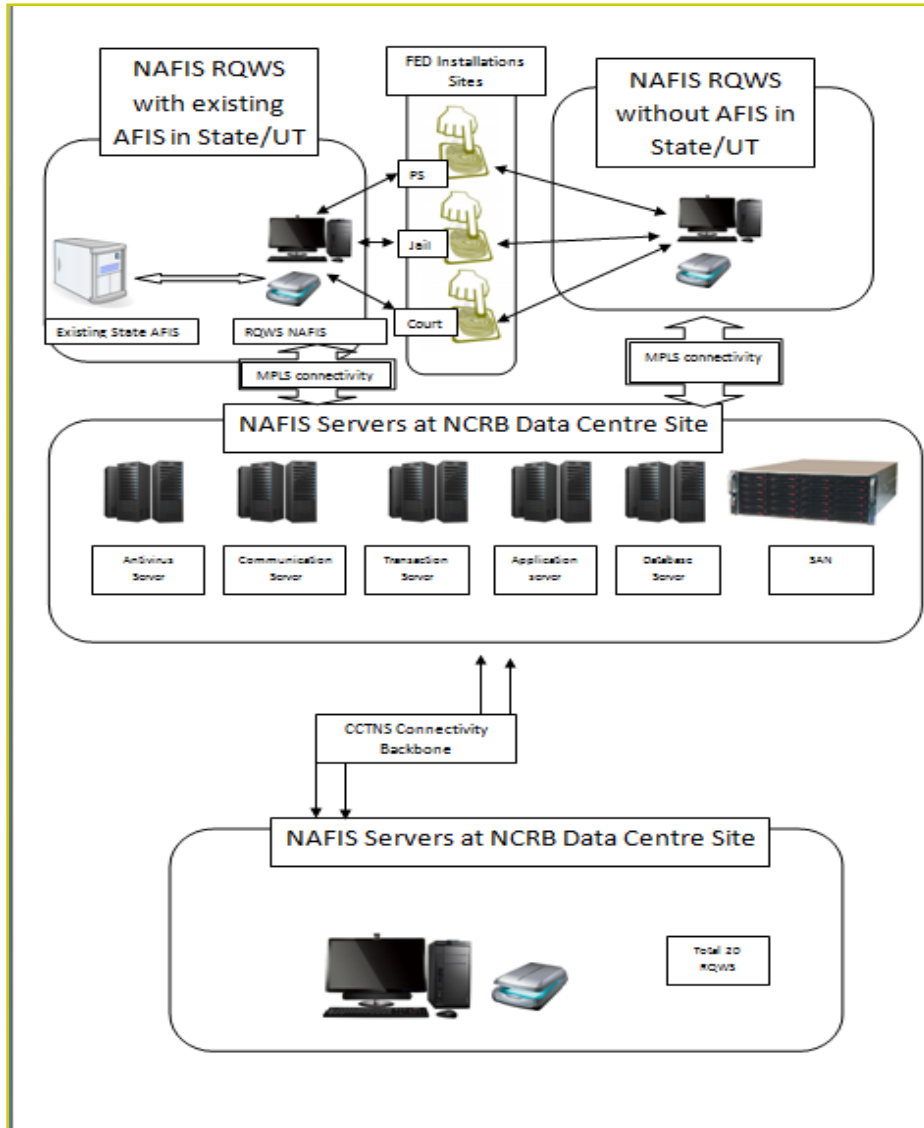 NAFIS RQWS
with existing
AFIS in State/UT
FED Installations
Sites
NAFIS RQWS
without AFIS in
State/UT
PS
Jail
Court
Existing State AFIS
RQWS NAFIS
MPLS connectivity
MPLS connectivity
NAFIS Servers at NCRB Data Centre Site
Antivirus
Server
Communication
Server
Transaction
Server
Application
server
Database
Server
SAN
CCTNS Connectivity
Backbone
NAFIS Servers at NCRB Data Centre Site
Total 20
RQWS